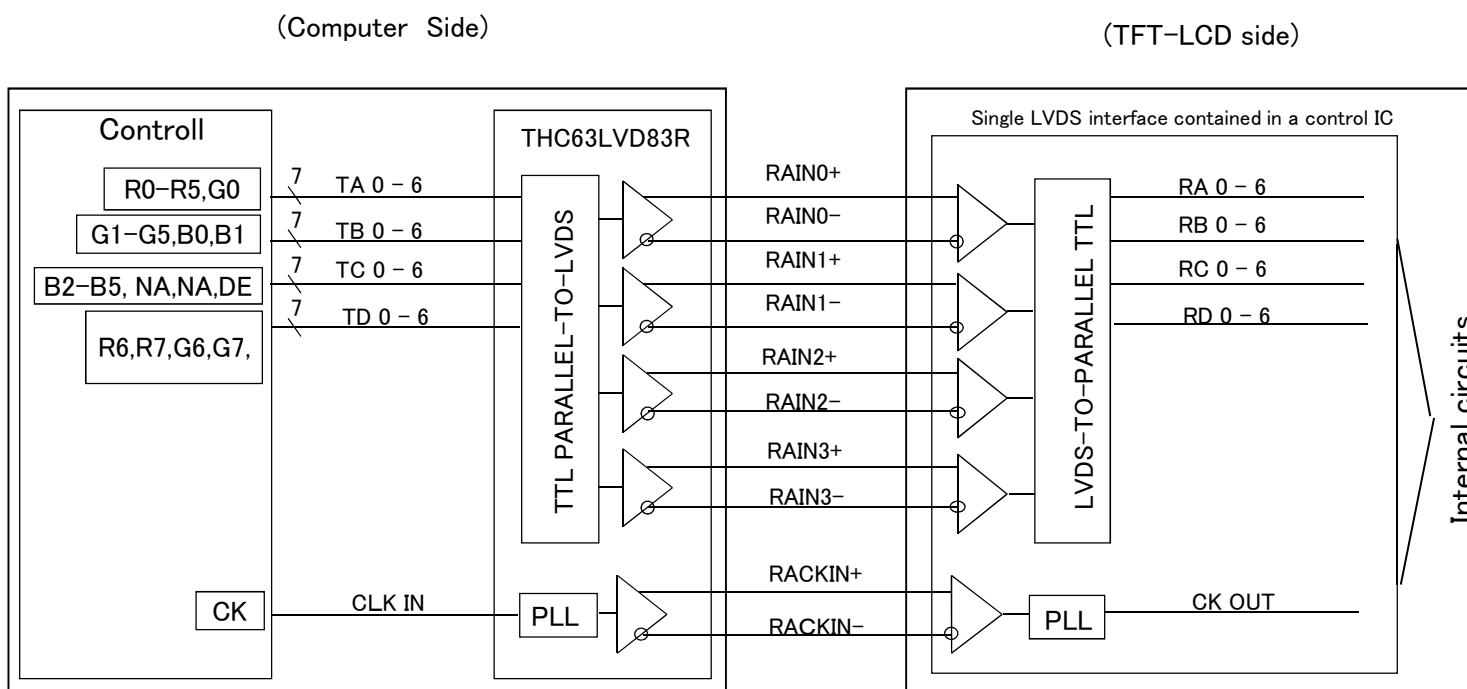 (Computer Side)
(TFT-LCD side)
Controll
THC63LVD83R
Single LVDS interface contained in a control IC
R0-R5,G0
7
TA 0 - 6
RAIN0+
RA 0 - 6
G1-G5,B0,B1
7
TB 0 - 6
RAIN0-
RB 0 - 6
B2-B5, NA,NA,DE
7
TC 0 - 6
RAIN1+
RC 0 - 6
R6,R7,G6,G7,
7
TD 0 - 6
RAIN1-
RD 0 - 6
TTL PARALLEL-TO-LVDS
LVDS-TO-PARALLEL TTL
RAIN2+
RAIN2-
RAIN3+
RAIN3-
Internal circuits
CK
CLK IN
PLL
RACKIN+
RACKIN-
PLL
CK OUT